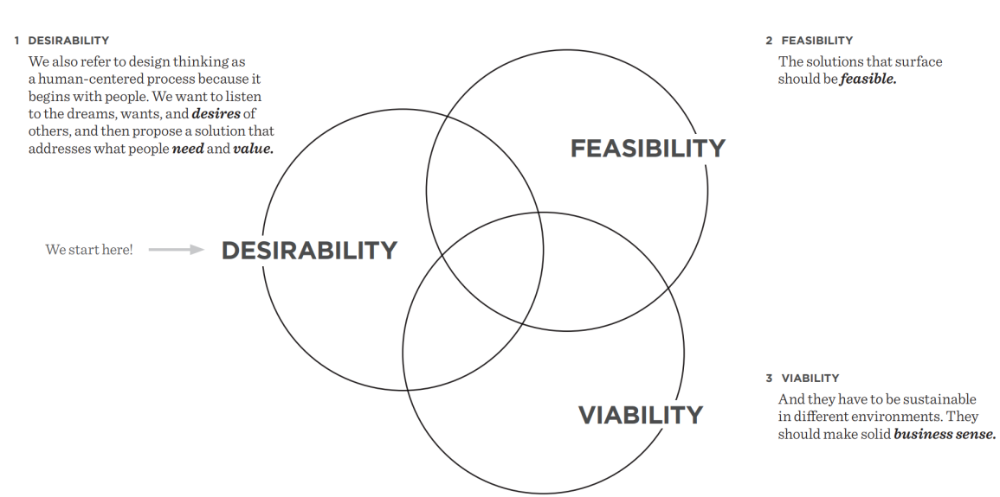 1 DESIRABILITY
We also refer to design thinking as
a human-centered process because it
begins with people. We want to listen
to the dreams, wants, and desires of
others, and then propose a solution that
addresses what people need and value.
2 FEASIBILITY
The solutions that surface
should be feasible.
FEASIBILITY
We start here!
DESIRABILITY
3 VIABILITY
And they have to be sustainable
in different environments. They
should make solid business sense.
VIABILITY